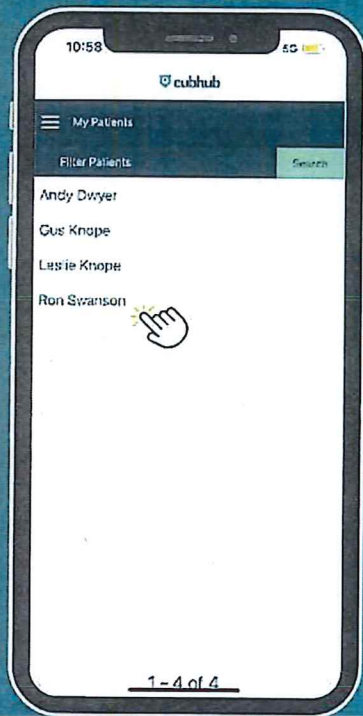 10:58
5G
cubhub
My Patients
Filter Patients
Search
Andy Dwyer
Gus Knope
Leslie Knope
Ron Swanson
1 – 4 of 4